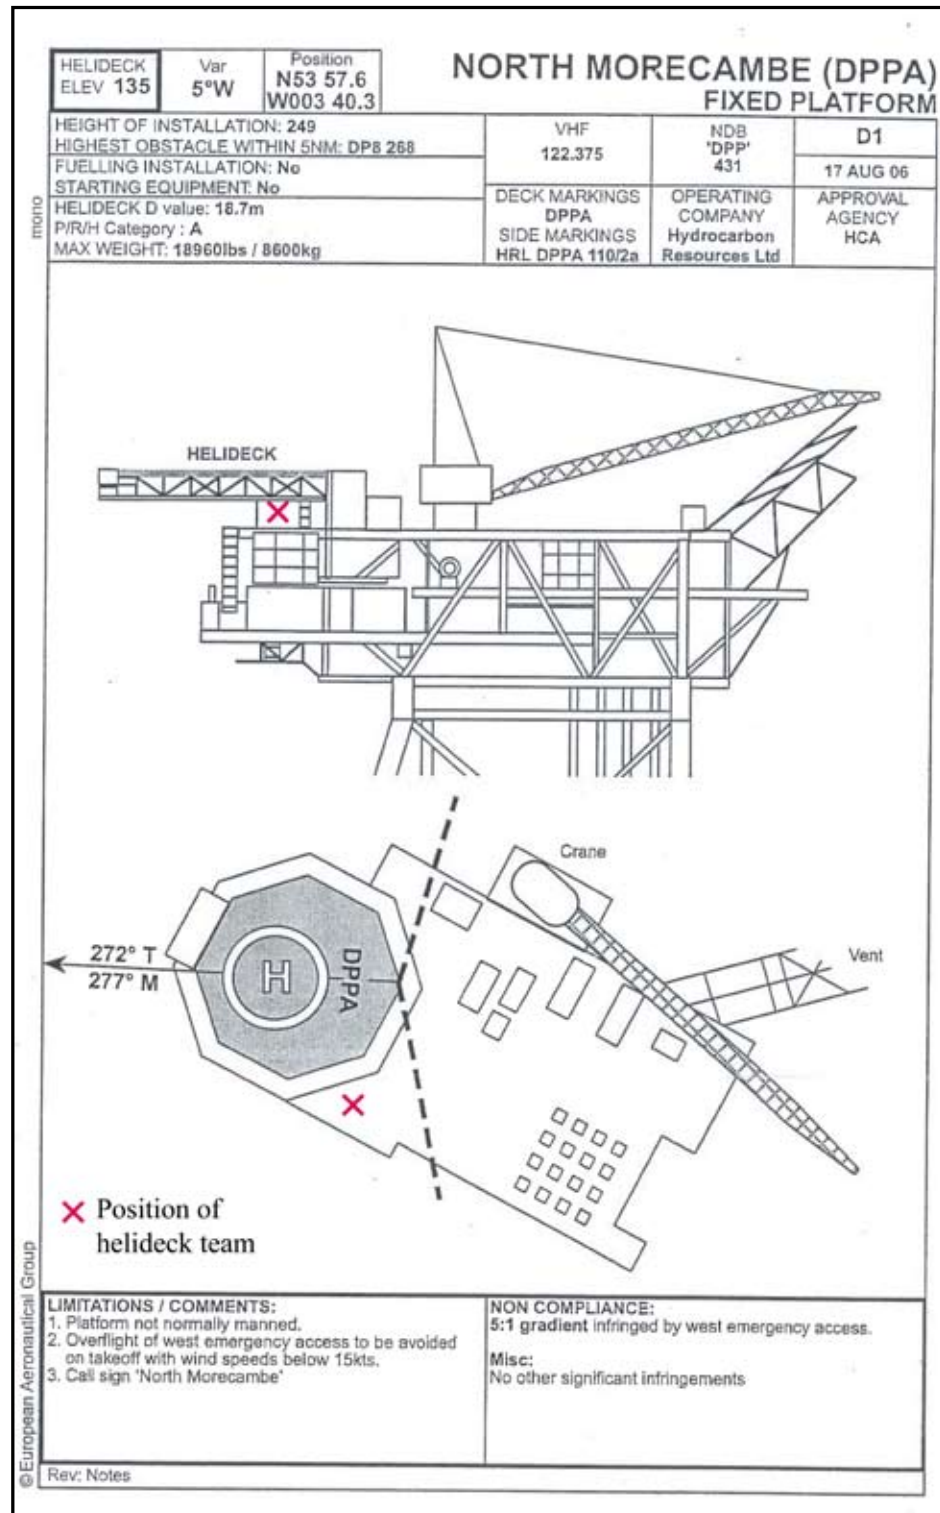 HELIDECK
ELEV 135
Var
5°W
Position
N53 57.6
W003 40.3
NORTH MORECAMBE (DPPA)
FIXED PLATFORM
HEIGHT OF INSTALLATION: 249
HIGHEST OBSTACLE WITHIN 5NM: DP8 268
FUELLING INSTALLATION: No
STARTING EQUIPMENT: No
HELIDECK D value: 18.7m
P/R/H Category : A
MAX WEIGHT: 18960lbs / 8600kg
VHF
122.375
NDB
'DPP'
431
D1
17 AUG 06
DECK MARKINGS
DPPA
SIDE MARKINGS
HRL DPPA 110/2a
OPERATING
COMPANY
Hydrocarbon
Resources Ltd
APPROVAL
AGENCY
HCA
mono
HELIDECK
Crane
Vent
272° T
277° M
H
DPPA
Position of
helideck team
LIMITATIONS / COMMENTS:
1. Platform not normally manned.
2. Overflight of west emergency access to be avoided
on takeoff with wind speeds below 15kts.
3. Call sign 'North Morecambe'
NON COMPLIANCE:
5:1 gradient infringed by west emergency access.
Misc:
No other significant infringements
© European Aeronautical Group
Rev: Notes